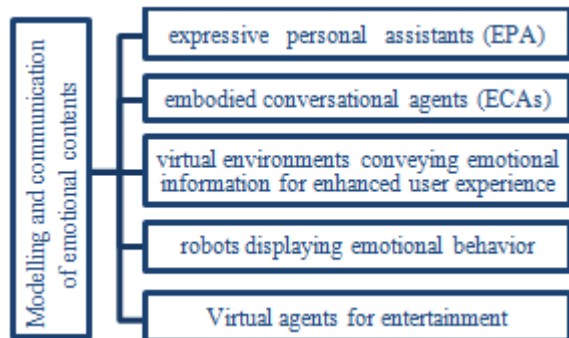 Modelling and communication
of emotional contents
expressive personal assistants (EPA)
embodied conversational agents (ECAs)
virtual environments conveying emotional
information for enhanced user experience
robots displaying emotional behavior
Virtual agents for entertainment